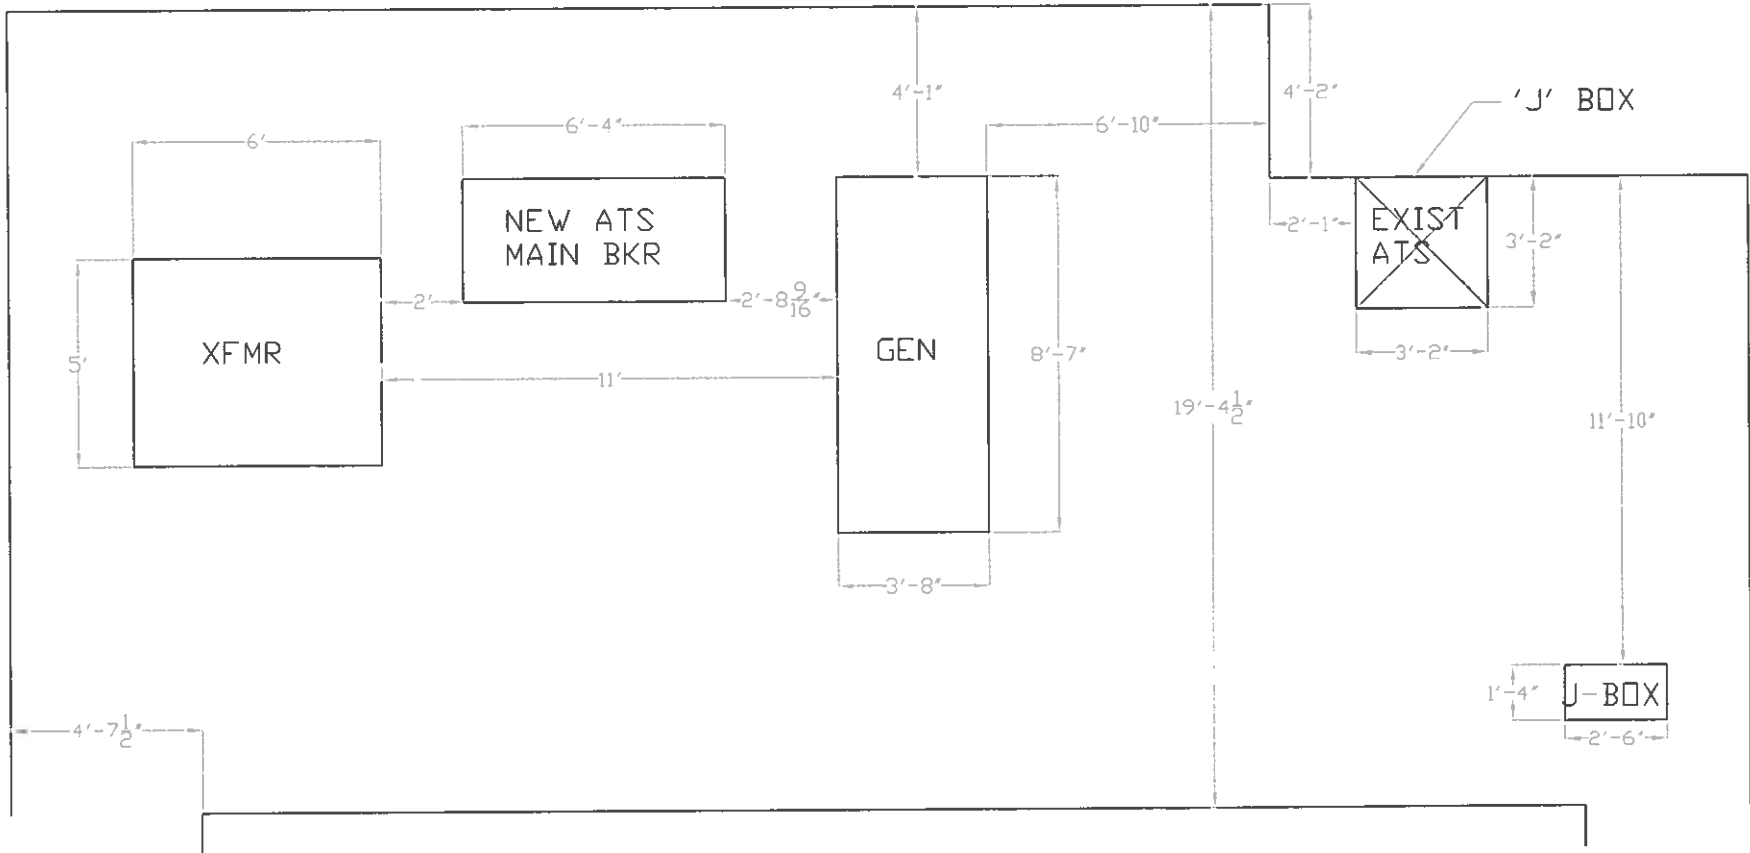 4'-1"
4'-2"
'J' BOX
6'
6'-4"
6'-10"
NEW ATS
MAIN BKR
2'-1"
EXIST
ATS
3'-2"
2'
2'-8 9/16"
5'
XFMR
GEN
8'-7"
3'-2"
11'
19'-4 1/2"
11'-10"
3'-8"
1'-4"
J-BOX
4'-7 1/2"
2'-6"